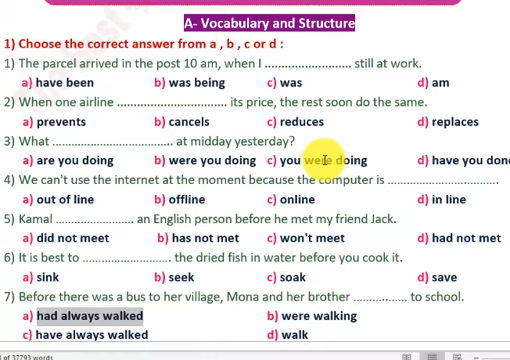 A- Vocabulary and Structure
1) Choose the correct answer from a , b , c or d :
1) The parcel arrived in the post 10 am, when I .......................... still at work.
a) have been b) was being c) was d) am
2) When one airline ................................. its price, the rest soon do the same.
a) prevents b) cancels c) reduces d) replaces
3) What .................................... at midday yesterday?
a) are you doing b) were you doing c) you were doing d) have you done
4) We can't use the internet at the moment because the computer is .................................
a) out of line b) offline c) online d) in line
5) Kamal ....................... an English person before he met my friend Jack.
a) did not meet b) has not met c) won't meet d) had not met
6) It is best to ........................... the dried fish in water before you cook it.
a) sink b) seek c) soak d) save
7) Before there was a bus to her village, Mona and her brother ................ to school.
a) had always walked b) were walking
c) have always walked d) walk
of 37793 words